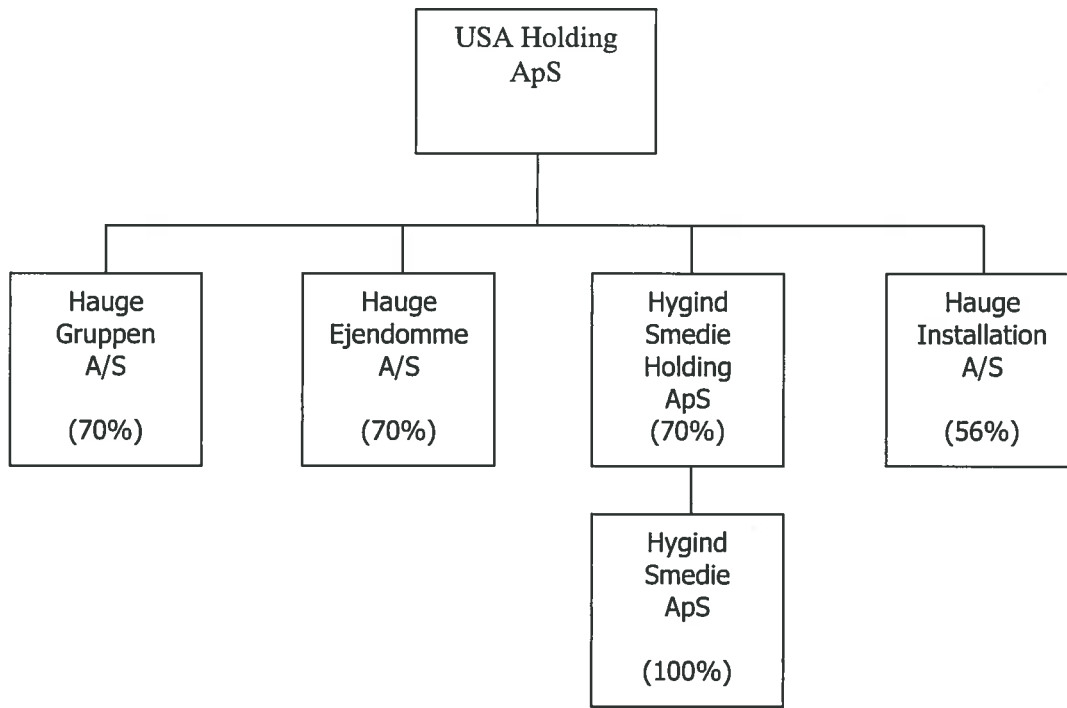 USA Holding
ApS
Hauge
Gruppen
A/S
(70%)
Hauge
Ejendomme
A/S
(70%)
Hygind
Smedie
Holding
ApS
(70%)
Hauge
Installation
A/S
(56%)
Hygind
Smedie
ApS
(100%)